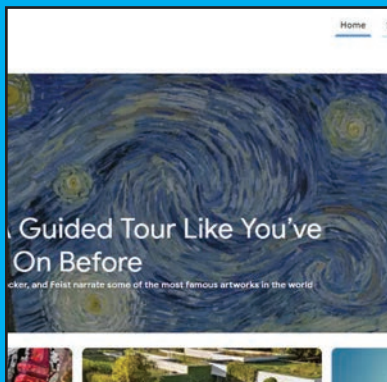 Home
Guided Tour Like You've
On Before
and Feist narrate some of the most famous artworks in the world